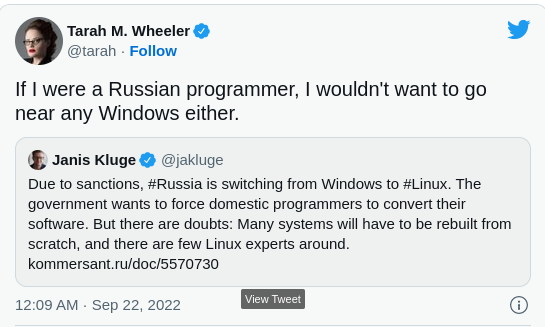 Tarah M. Wheeler
@tarah · Follow
If I were a Russian programmer, I wouldn't want to go
near any Windows either.
Janis Kluge @jakluge
Due to sanctions, #Russia is switching from Windows to #Linux. The
government wants to force domestic programmers to convert their
software. But there are doubts: Many systems will have to be rebuilt from
scratch, and there are few Linux experts around.
kommersant.ru/doc/5570730
12:09 AM · Sep 22, 2022
View Tweet